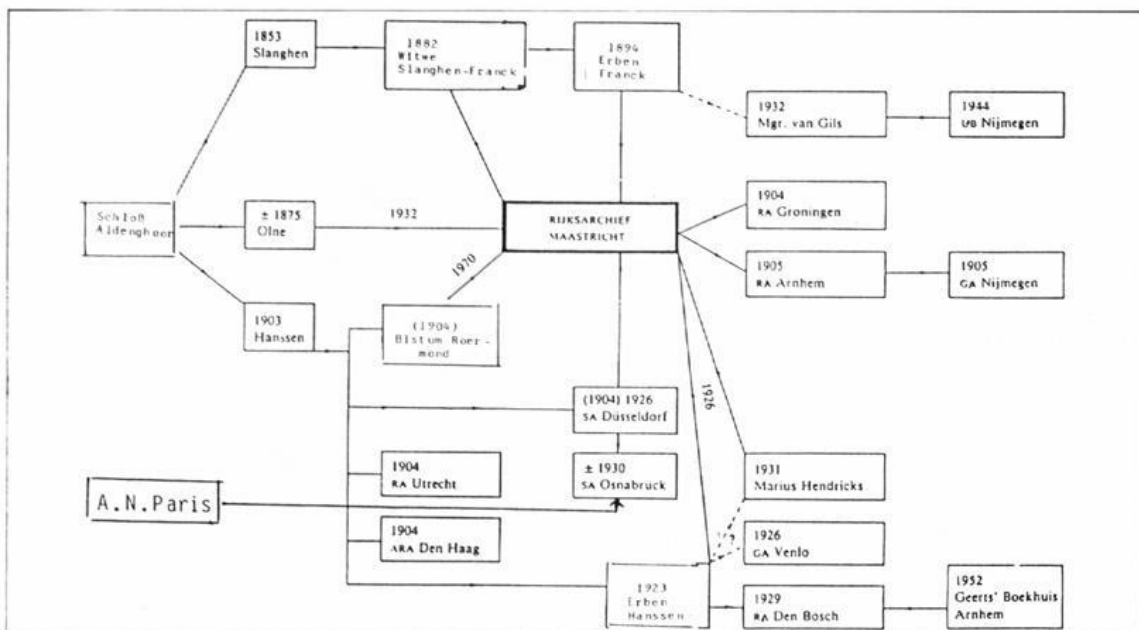 1853
Slanghen
1882
Witwe
Slanghen-Franck
1894
Erben
Franck
1932
Mgr. van Gils
1944
UB Nijmegen
Schloß
Aldenghoor
± 1875
Olne
1932
RIJKSARCHIEF
MAASTRICHT
1904
RA Groningen
1905
RA Arnhem
1905
GA Nijmegen
1970
1903
Hanssen
(1904)
Bistum Roer-
mond
1926
(1904) 1926
SA Düsseldorf
1904
RA Utrecht
± 1930
SA Osnabruck
1931
Marius Hendricks
A.N.Paris
1904
ARA Den Haag
?
1926
GA Venlo
1923
Erben
Hanssen
1929
RA Den Bosch
1952
Geerts' Boekhuis
Arnhem